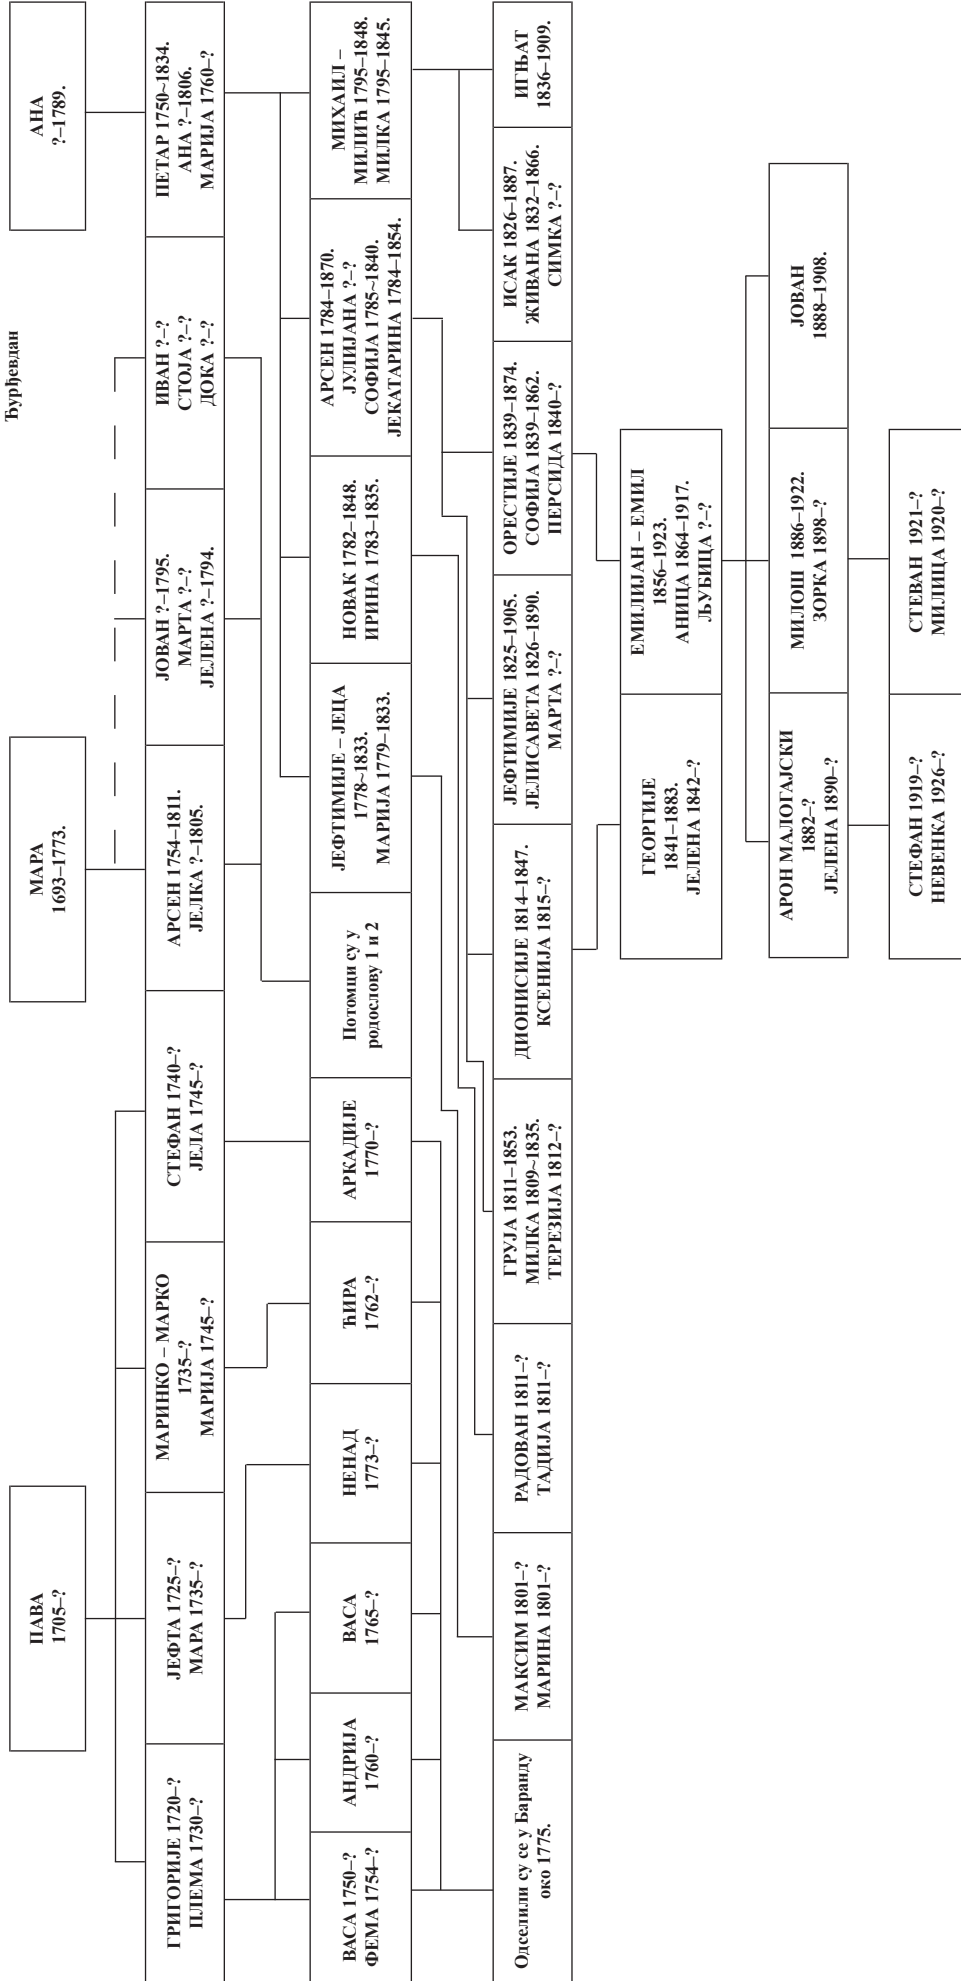 Ђурђевдан
ПАВА
1705–?
МАРА
1693–1773.
АНА
?–1789.
ГРИГОРИЈЕ 1720–?
ПЛЕМА 1730–?
ЈЕФТА 1725–?
МАРА 1735–?
МАРИНКО – МАРКО
1735–?
МАРИЈА 1745–?
СТЕФАН 1740–?
ЈЕЛА 1745–?
АРСЕН 1754–1811.
ЈЕЛКА ?–1805.
ЈОВАН ?–1795.
МАРТА ?–?
ЈЕЛЕНА ?–1794.
ИВАН ?–?
СТОЈА ?–?
ДОКА ?–?
ПЕТАР 1750~1834.
АНА ?–1806.
МАРИЈА 1760–?
ВАСА 1750–?
ФЕМА 1754–?
АНДРИЈА
1760–?
ВАСА
1765–?
НЕНАД
1773–?
ЋИРА
1762–?
АРКАДИЈЕ
1770–?
Потомци су у
родослову 1 и 2
ЈЕФТИМИЈЕ – ЈЕЦА
1778~1833.
МАРИЈА 1779–1833.
НОВАК 1782–1848.
ИРИНА 1783–1835.
АРСЕН 1784–1870.
ЈУЛИЈАНА ?–?
СОФИЈА 1785~1840.
ЈЕКАТАРИНА 1784–1854.
МИХАИЛ –
МИЛИЋ 1795–1848.
МИЛКА 1795–1845.
Одселили су се у Баранду
око 1775.
МАКСИМ 1801–?
МАРИНА 1801–?
РАДОВАН 1811–?
ТАДИЈА 1811–?
ГРУЈА 1811–1853.
МИЛКА 1809~1835.
ТЕРЕЗИЈА 1812–?
ДИОНИСИЈЕ 1814–1847.
КСЕНИЈА 1815–?
ЈЕФТИМИЈЕ 1825–1905.
ЈЕЛИСАВЕТА 1826–1890.
МАРТА ?–?
ОРЕСТИЈЕ 1839–1874.
СОФИЈА 1839–1862.
ПЕРСИДА 1840–?
ИСАК 1826–1887.
ЖИВАНА 1832–1866.
СИМКА ?–?
ИГЊАТ
1836–1909.
ГЕОРГИЈЕ
1841–1883.
ЈЕЛЕНА 1842–?
ЕМИЛИЈАН – ЕМИЛ
1856–1923.
АНИЦА 1864–1917.
ЉУБИЦА ?–?
АРОН МАЛОГАЈСКИ
1882–?
ЈЕЛЕНА 1890–?
МИЛОШ 1886–1922.
ЗОРКА 1898–?
ЈОВАН
1888–1908.
СТЕФАН 1919–?
НЕВЕНКА 1926–?
СТЕВАН 1921–?
МИЛИЦА 1920–?